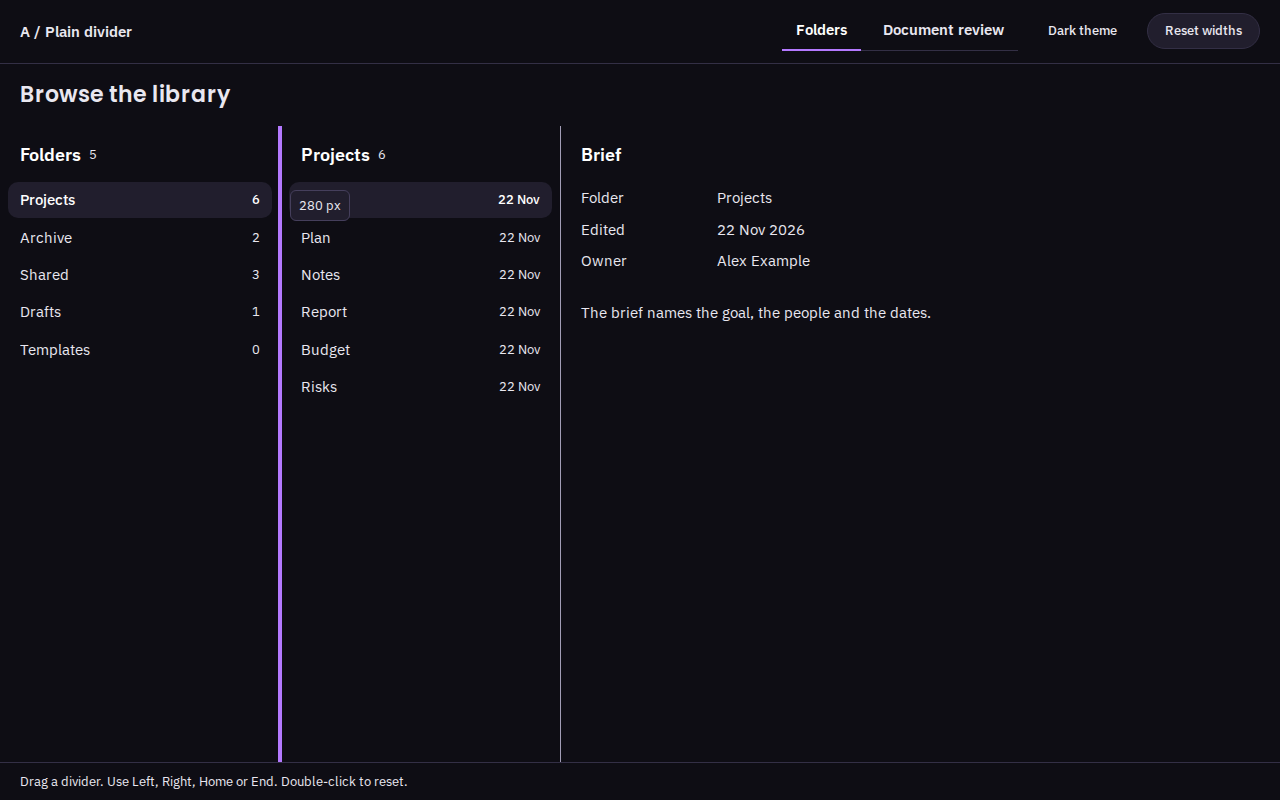 A / Plain divider
Folders
Document review
Dark theme
Reset widths
Browse the library
Folders 5
Projects 6
Archive 2
Shared 3
Drafts 1
Templates 0
Projects 6
280 px
22 Nov
Plan 22 Nov
Notes 22 Nov
Report 22 Nov
Budget 22 Nov
Risks 22 Nov
Brief
Folder Projects
Edited 22 Nov 2026
Owner Alex Example
The brief names the goal, the people and the dates.
Drag a divider. Use Left, Right, Home or End. Double-click to reset.